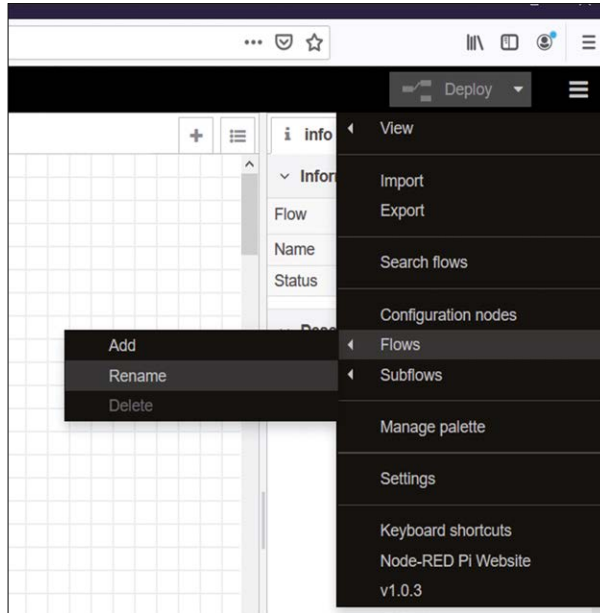 Deploy
i info
Infor
Flow
Name
Status
View
Import
Export
Search flows
Configuration nodes
Flows
Subflows
Manage palette
Settings
Keyboard shortcuts
Node-RED Pi Website
v1.0.3
Add
Rename
Delete